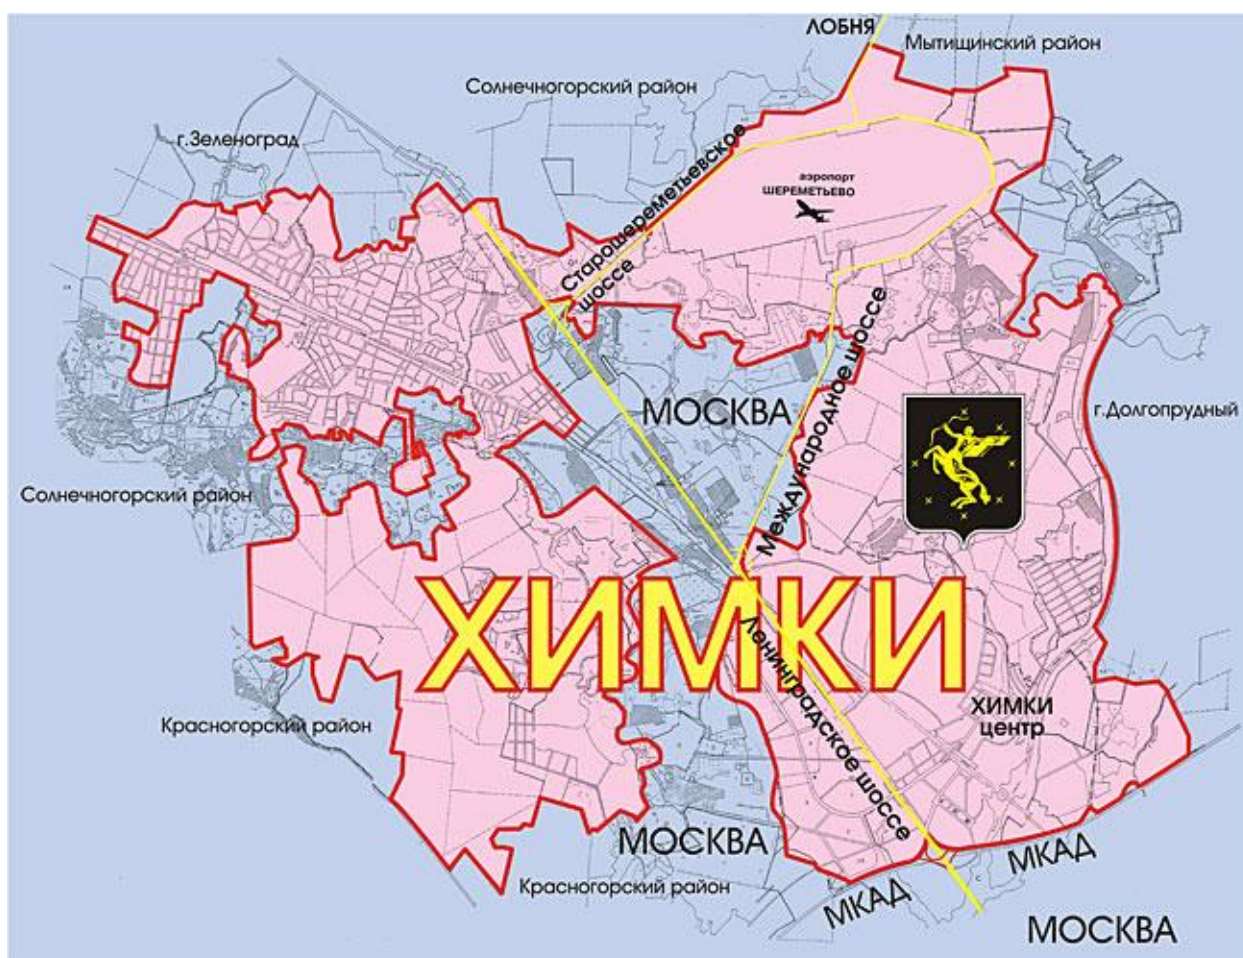 ЛОБНЯ
Мытищинский район
Солнечногорский район
г.Зеленоград
Старошереметьевское
шоссе
аэропорт
ШЕРЕМЕТЬЕВО
Международное шоссе
МОСКВА
г.Долгопрудный
Солнечногорский район
ХИМКИ
Ленинградское шоссе
ХИМКИ
центр
Красногорский район
МОСКВА
Красногорский район
МКАД
МКАД
МОСКВА